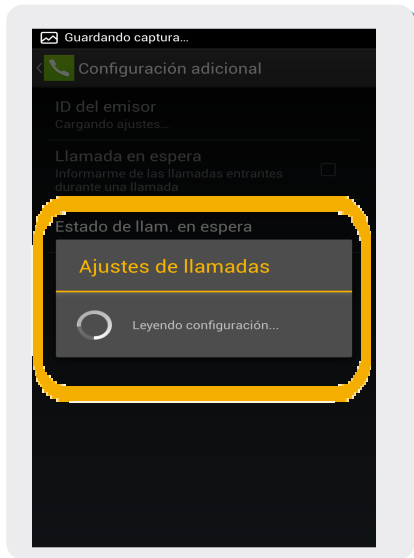 Guardando captura...
Configuración adicional
ID del emisor
Cargando ajustes...
Llamada en espera
Informarme de las llamadas entrantes
durante una llamada
Estado de llam. en espera
Ajustes de llamadas
Leyendo configuración...